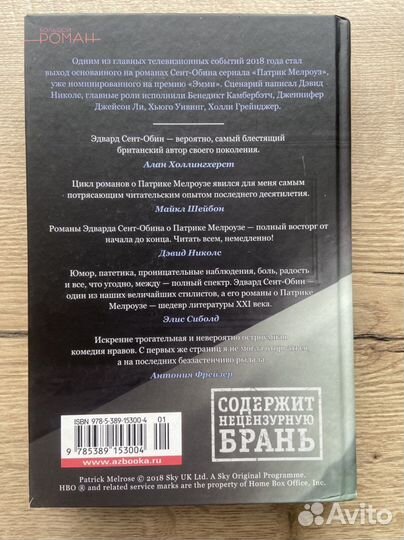 БОЛЬШОЙ
РОМАН
Одним из главных телевизионных событий 2018 года стал
выход основанного на романах Сент-Обина сериала «Патрик Мелроуз»,
уже номинированного на премию «Эмми». Сценарий написал Дэвид
Николс, главные роли исполнили Бенедикт Камбербэтч, Дженнифер
Джейсон Ли, Хьюго Уивинг, Холли Грейнджер.
Эдвард Сент-Обин — вероятно, самый блестящий
британский автор своего поколения.
Алан Холлингхерст
Цикл романов о Патрике Мелроузе явился для меня самым
потрясающим читательским опытом последнего десятилетия.
Майкл Шейбон
Романы Эдварда Сент-Обина о Патрике Мелроузе — полный восторг от
начала до конца. Читать всем, немедленно!
Дэвид Николс
Юмор, патетика, проницательные наблюдения, боль, радость
и все, что угодно, между — полный спектр. Эдвард Сент-Обин —
один из наших величайших стилистов, а его романы о Патрике
Мелроузе — шедевр литературы XXI века.
Элис Сиболд
Искренне трогательная и невероятно остроумная
комедия нравов. С первых же страниц я не могла оторваться,
а на последних беззастенчиво рыдала.
Антония Фрейзер
ISBN 978-5-389-15300-4
01
9 785389 153004
www.azbooka.ru
СОДЕРЖИТ
НЕЦЕНЗУРНУЮ
БРАНЬ
Patrick Melrose © 2018 Sky UK Ltd. A Sky Original Programme.
HBO ® and related service marks are the property of Home Box Office, Inc.
Avito